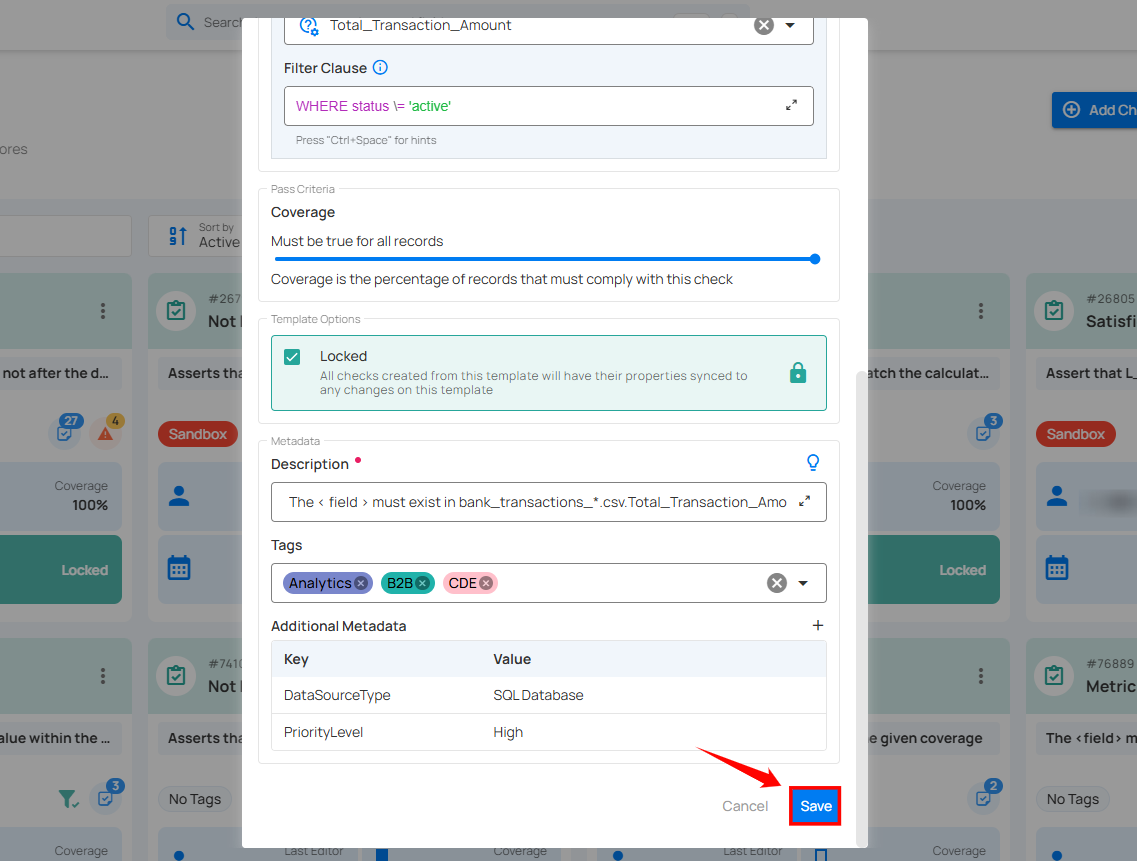 Search
Total_Transaction_Amount
Filter Clause
WHERE status \= 'active'
Press "Ctrl+Space" for hints
Pass Criteria
Coverage
Must be true for all records
Coverage is the percentage of records that must comply with this check
Template Options
Locked
All checks created from this template will have their properties synced to
any changes on this template
Metadata
Description
The < field > must exist in bank_transactions_*.csv.Total_Transaction_Amo
Tags
Analytics B2B CDE
Additional Metadata
Key Value
DataSourceType SQL Database
PriorityLevel High
Cancel Save
Add Ch
ores
Sort by
Active
09
#267
Not
#26805
Satisfi
not after the d...
Asserts tha
atch the calculat...
Assert that L_
27
4
Sandbox
3
Sandbox
Coverage
100%
Coverage
100%
Locked
Locked
#7410
Not
#76889
Metric
alue within the ...
Asserts tha
e given coverage
The <field> m
3
No Tags
2
No Tags
Coverage
Last Editor
Coverage
Last Editor
Coverage